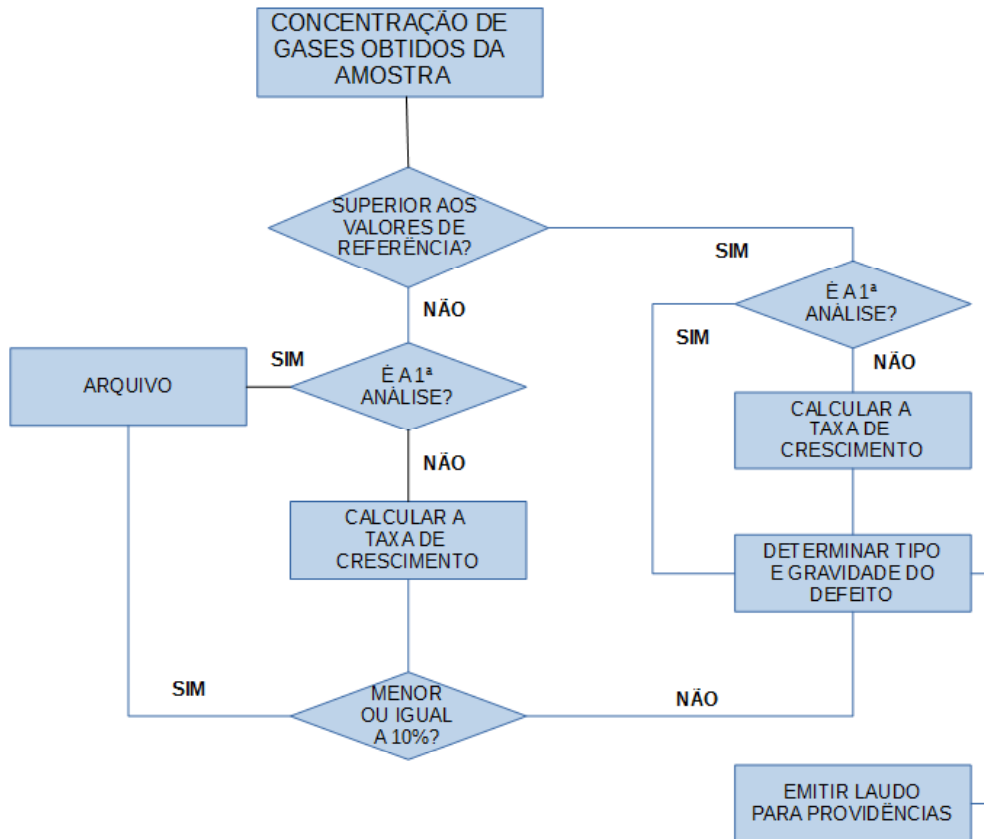 CONCENTRAÇÃO DE
GASES OBTIDOS DA
AMOSTRA
SUPERIOR AOS
VALORES DE
REFERÊNCIA?
SIM
É A 1ª
ANÁLISE?
SIM
NÃO
CALCULAR A
TAXA DE
CRESCIMENTO
DETERMINAR TIPO
E GRAVIDADE DO
DEFEITO
NÃO
É A 1ª
ANÁLISE?
SIM
ARQUIVO
NÃO
CALCULAR A
TAXA DE
CRESCIMENTO
MENOR
OU IGUAL
A 10%?
SIM
NÃO
EMITIR LAUDO
PARA PROVIDÊNCIAS